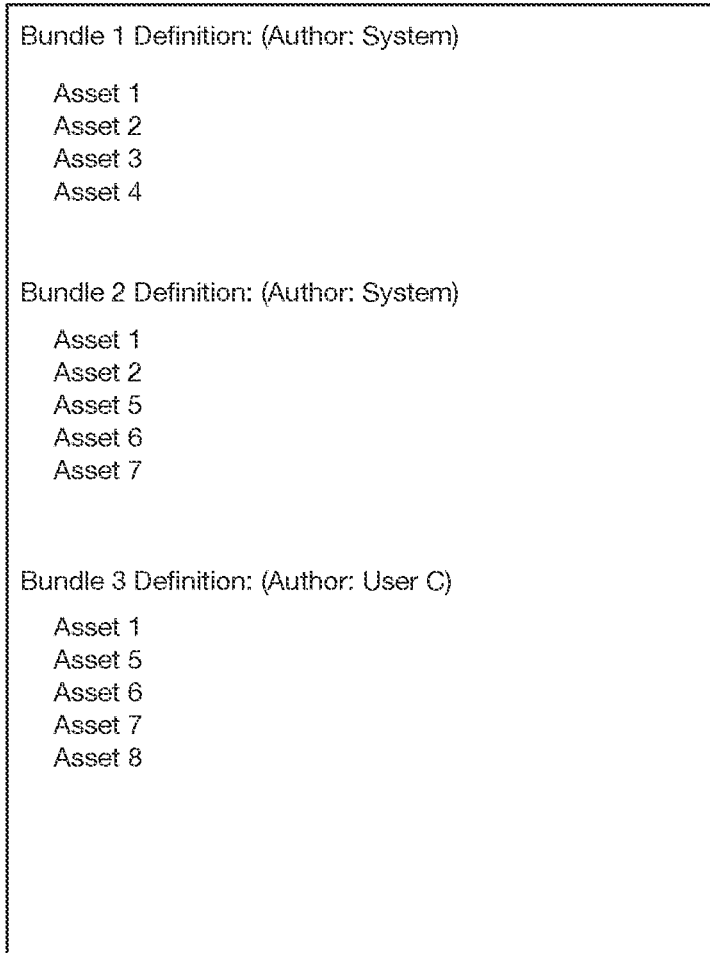 Bundle 1 Definition: (Author: System)
Asset 1
Asset 2
Asset 3
Asset 4
Bundle 2 Definition: (Author: System)
Asset 1
Asset 2
Asset 5
Asset 6
Asset 7
Bundle 3 Definition: (Author: User C)
Asset 1
Asset 5
Asset 6
Asset 7
Asset 8